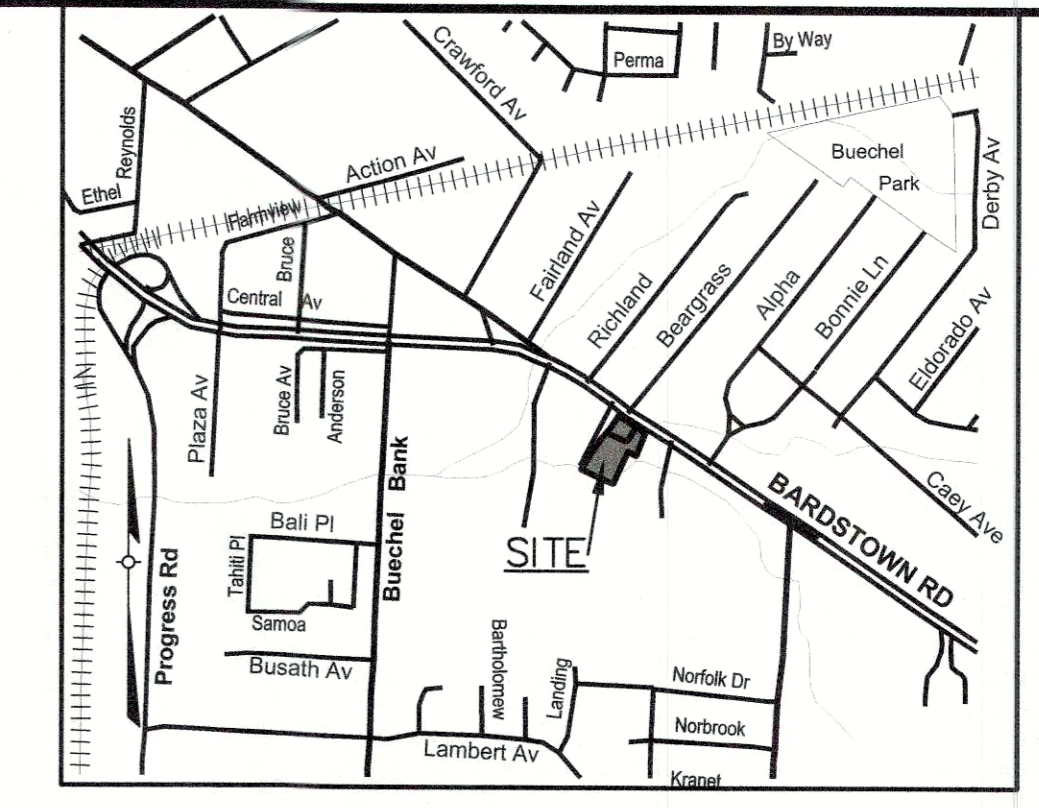 By Way
Perma
Crawford Av
Reynolds
Ethel
Action Av
Farmview
Buechel
Park
Derby Av
Bruce
Central Av
Fairland Av
Richland
Beargrass
Alpha
Bonnie Ln
Eldorado Av
Plaza Av
Bruce Av
Anderson
Buechel Bank
Caey Ave
BARDSTOWN RD
SITE
Bali Pl
Tahiti Pl
Samoa
Busath Av
Progress Rd
Bartholomew
Landing
Lambert Av
Norfolk Dr
Norbrook
Kranet